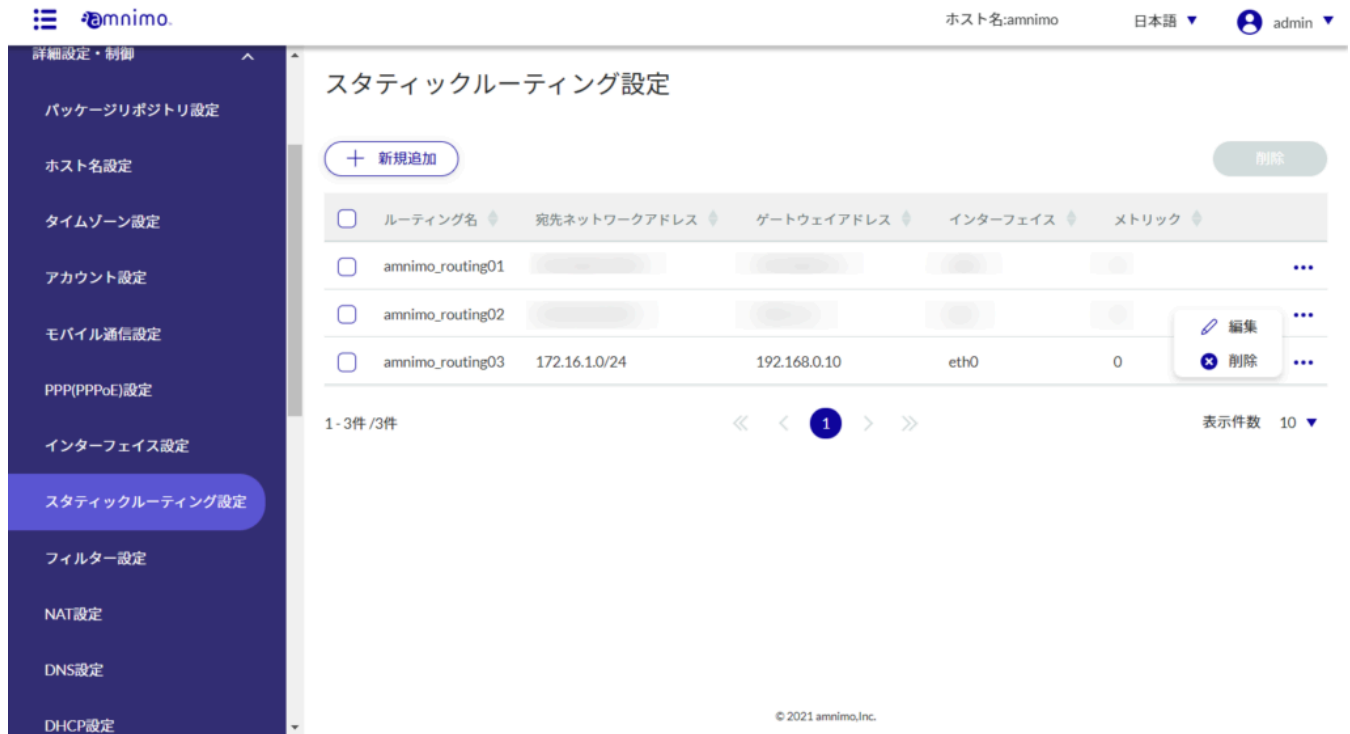 amnimo.
ホスト名:amnimo 日本語 admin
詳細設定・制御
パッケージリポジトリ設定
ホスト名設定
タイムゾーン設定
アカウント設定
モバイル通信設定
PPP(PPPoE)設定
インターフェイス設定
スタティックルーティング設定
フィルター設定
NAT設定
DNS設定
DHCP設定
スタティックルーティング設定
新規追加 削除
ルーティング名 宛先ネットワークアドレス ゲートウェイアドレス インターフェイス メトリック
amnimo_routing01
amnimo_routing02
amnimo_routing03 172.16.1.0/24 192.168.0.10 eth0 0
編集
削除
1 - 3件 /3件 1 表示件数 10
© 2021 amnimo,Inc.